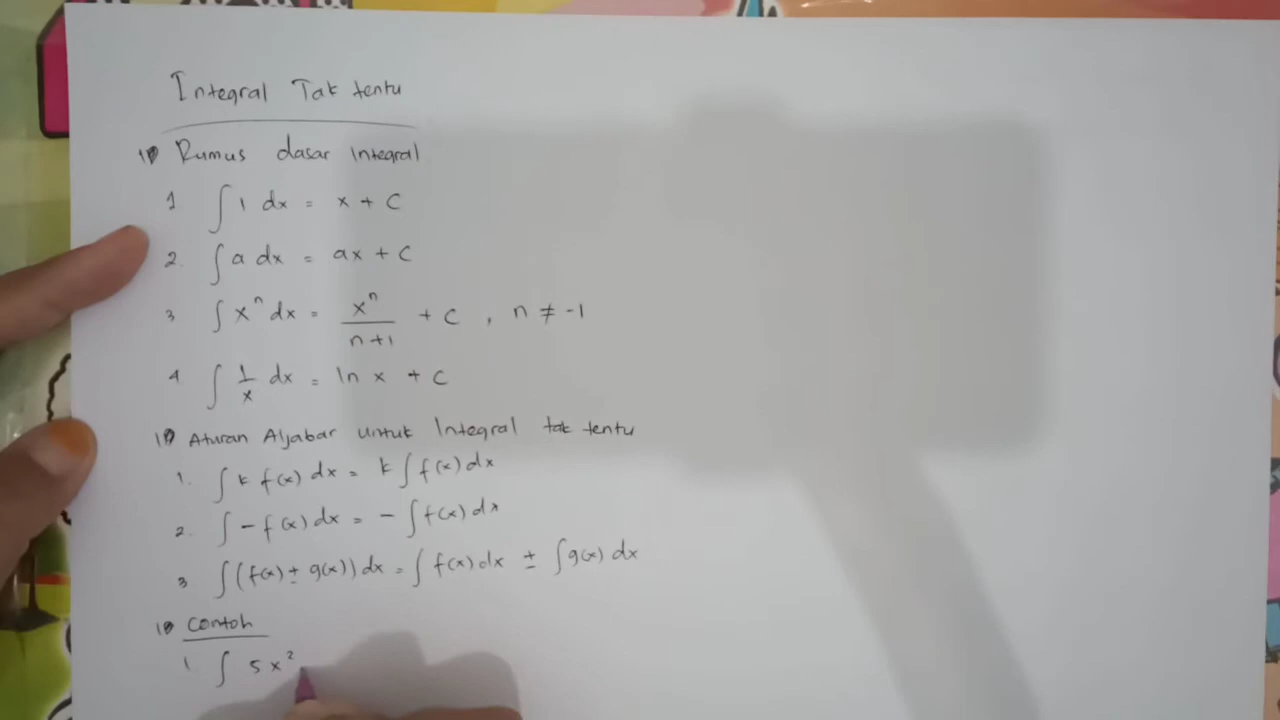 Integral Tak tentu
Rumus dasar Integral
1 ∫ 1 dx = x + C
2. ∫ a dx = ax + C
3 ∫ xⁿ dx = xⁿ/(n+1) + C , n ≠ -1
4 ∫ 1/x dx = ln x + C
Aturan Aljabar untuk Integral tak tentu
1. ∫ k f(x) dx = k ∫ f(x) dx
2. ∫ - f(x) dx = - ∫ f(x) dx
3 ∫ (f(x) ± g(x)) dx = ∫ f(x) dx ± ∫ g(x) dx
Contoh
1 ∫ 5x²